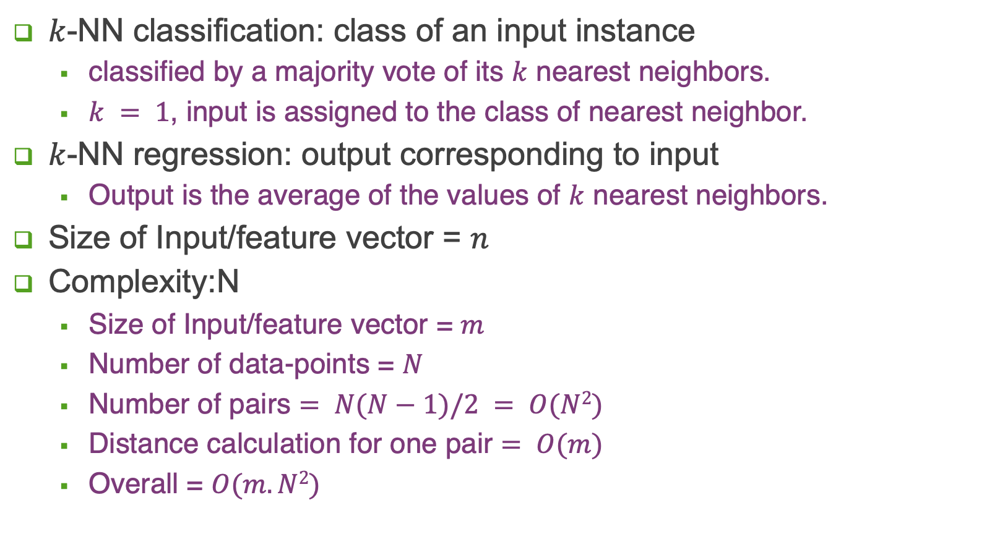 k-NN classification: class of an input instance
classified by a majority vote of its k nearest neighbors.
k = 1, input is assigned to the class of nearest neighbor.
k-NN regression: output corresponding to input
Output is the average of the values of k nearest neighbors.
Size of Input/feature vector = n
Complexity:N
Size of Input/feature vector = m
Number of data-points = N
Number of pairs = N(N − 1)/2 = O(N²)
Distance calculation for one pair = O(m)
Overall = O(m. N²)